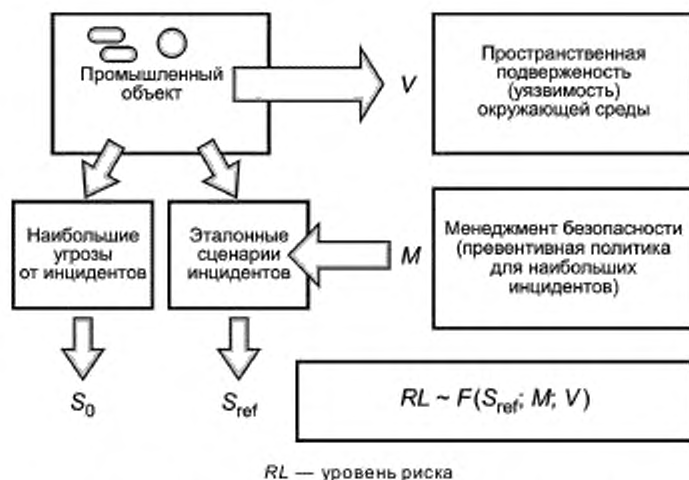 Промышленный
объект
V
Пространственная
подверженость
(уязвимость)
окружающей среды
Наибольшие
угрозы
от инцидентов
Эталонные
сценарии
инцидентов
M
Менеджмент безопасности
(превентивная политика
для наибольших
инцидентов)
S₀
Sref
RL ~ F(Sref; M; V)
RL — уровень риска